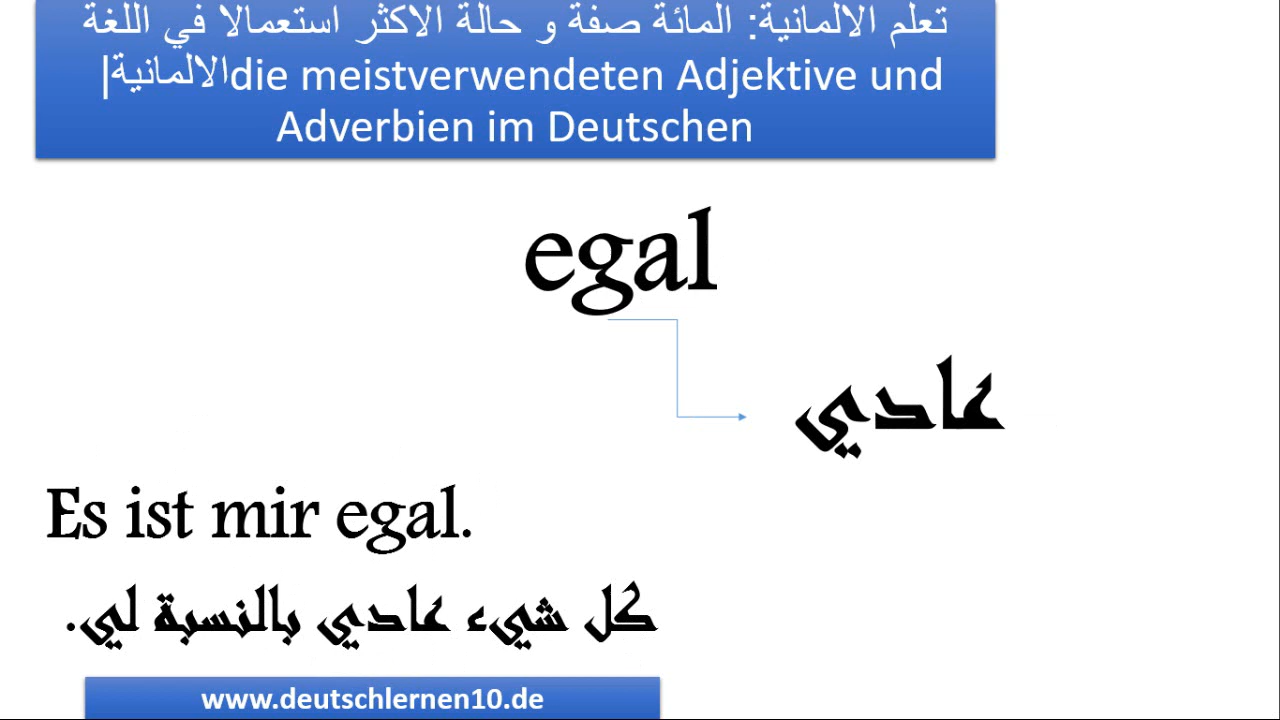 تعلم الالمانية: المائة صفة و حالة الاكثر استعمالا في اللغة
الالمانية|die meistverwendeten Adjektive und
Adverbien im Deutschen
egal
عادي
Es ist mir egal.
كل شيء عادي بالنسبة لي.
www.deutschlernen10.de